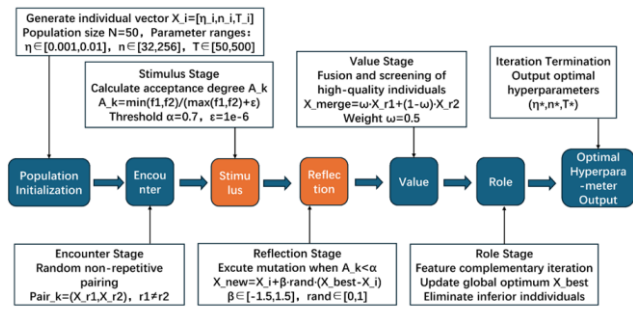 Generate individual vector X_i=[η_i,n_i,T_i]
Population size N=50，Parameter ranges：
η∈[0.001,0.01]，n∈[32,256]，T∈[50,500]
Stimulus Stage
Calculate acceptance degree A_k
A_k=min(f1,f2)/(max(f1,f2)+ε)
Threshold α=0.7，ε=1e-6
Value Stage
Fusion and screening of
high-quality individuals
X_merge=ω·X_r1+(1-ω)·X_r2
Weight ω=0.5
Iteration Termination
Output optimal
hyperparameters
(η*,n*,T*)
Population
Initialization
Encou
nter
Stimu
lus
Reflec
tion
Value
Role
Optimal
Hyperpara
-meter
Output
Encounter Stage
Random non-repetitive
pairing
Pair_k=(X_r1,X_r2)，r1≠r2
Reflection Stage
Excute mutation when A_k<α
X_new=X_i+β·rand·(X_best-X_i)
β∈[-1.5,1.5]，rand∈[0,1]
Role Stage
Feature complementary iteration
Update global optimum X_best
Eliminate inferior inddividuals